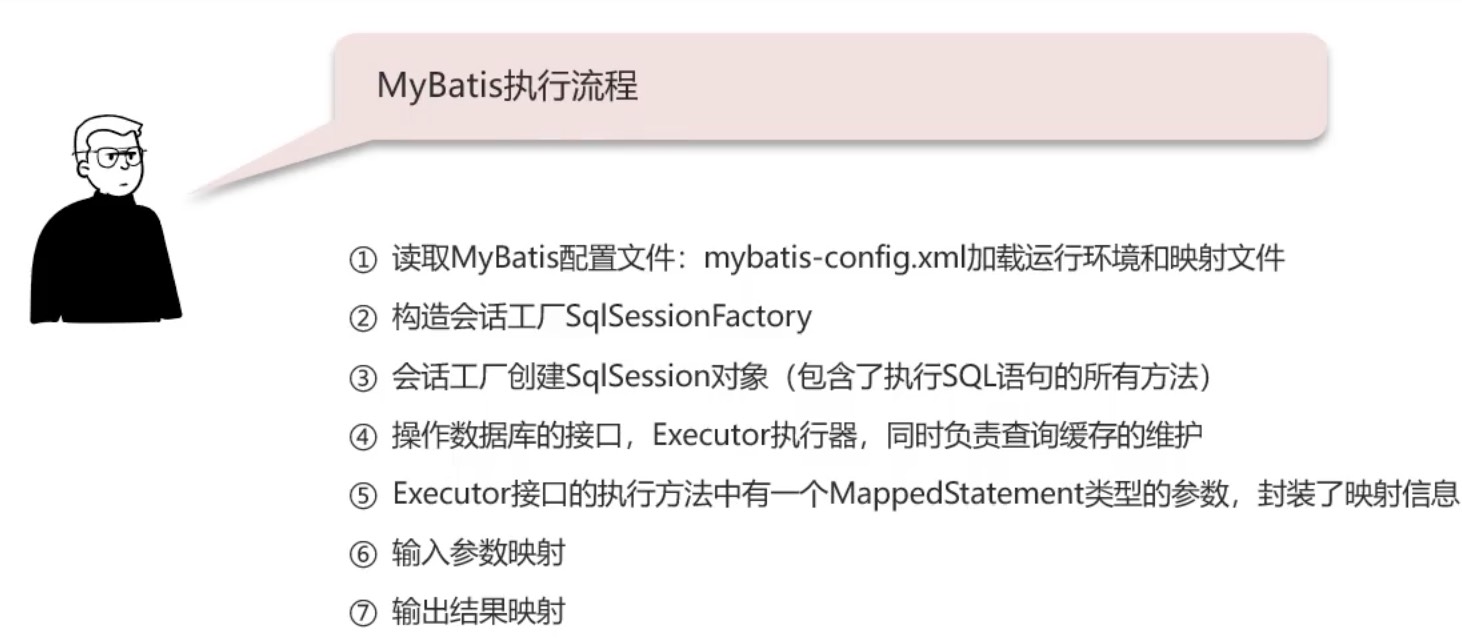 MyBatis执行流程
① 读取MyBatis配置文件：mybatis-config.xml加载运行环境和映射文件
② 构造会话工厂SqlSessionFactory
③ 会话工厂创建SqlSession对象（包含了执行SQL语句的所有方法）
④ 操作数据库的接口，Executor执行器，同时负责查询缓存的维护
⑤ Executor接口的执行方法中有一个MappedStatement类型的参数，封装了映射信息
⑥ 输入参数映射
⑦ 输出结果映射